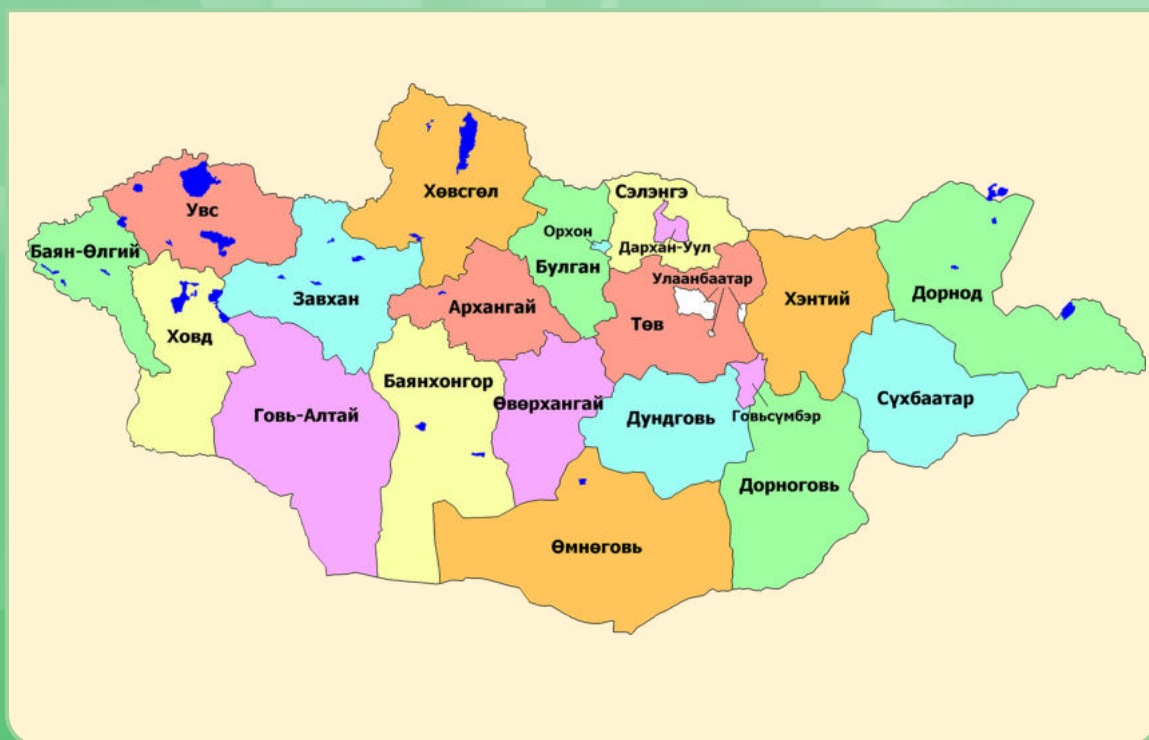 Хөвсгөл
Сэлэнгэ
Увс
Орхон
Дархан-Уул
Баян-Өлгий
Булган
Улаанбаатар
Завхан
Архангай
Төв
Хэнтий
Дорнод
Ховд
Баянхонгор
Өвөрхангай
Говь-Алтай
Дундговь
Говьсүмбэр
Сүхбаатар
Дорноговь
Өмнөговь